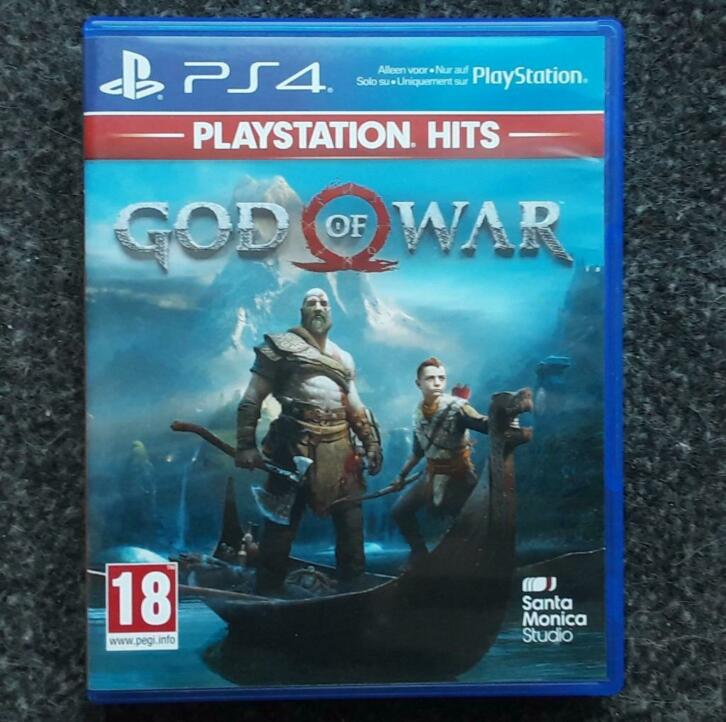 PS4
Alleen voor • Nur auf
Solo su • Uniquement sur
PlayStation
PLAYSTATION HITS
GOD OF WAR
18
www.pegi.info
Santa
Monica
Studio